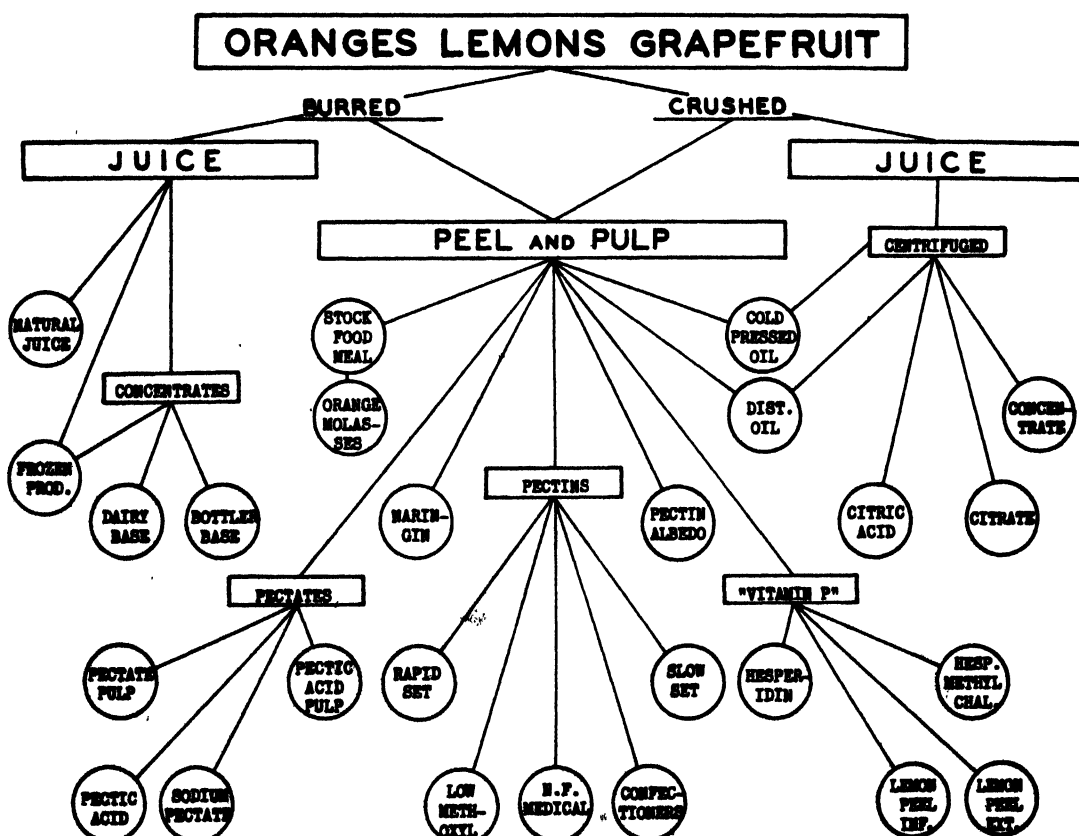 ORANGES LEMONS GRAPEFRUIT
BURRED
CRUSHED
JUICE
JUICE
PEEL AND PULP
CENTRIFUGED
NATURAL
JUICE
STOCK
FOOD
MEAL
COLD
PRESSED
OIL
CONCENTRATES
ORANGE
MOLAS-
SES
DIST.
OIL
CONCEN-
TRATE
FROZEN
PROD.
DAIRY
BASE
BOTTLER
BASE
NARIN-
GIN
PECTINS
PECTIN
ALBEDO
CITRIC
ACID
CITRATE
PECTATES
"VITAMIN P"
PECTATE
PULP
PECTIC
ACID
PULP
RAPID
SET
SLOW
SET
HESPER-
IDIN
HESP.
METHYL
CHAL.
PECTIC
ACID
SODIUM
PECTATE
LOW
METH-
OXYL
N.F.
MEDICAL
CONFEC-
TIONERS
LEMON
PEEL
INF.
LEMON
PEEL
EXT.